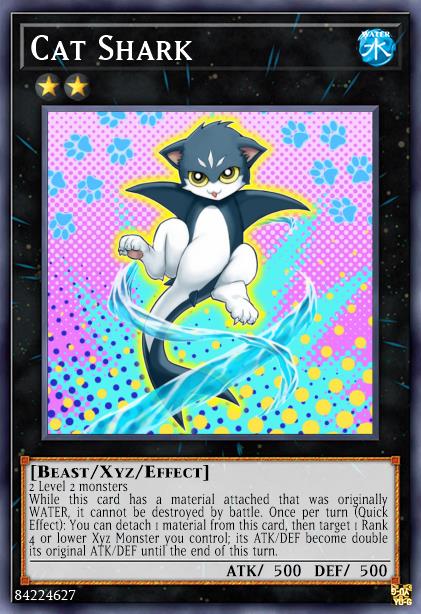 Cat Shark
WATER
水
[Beast/Xyz/Effect]
2 Level 2 monsters
While this card has a material attached that was originally
WATER, it cannot be destroyed by battle. Once per turn (Quick
Effect): You can detach 1 material from this card, then target 1 Rank
4 or lower Xyz Monster you control; its ATK/DEF become double
its original ATK/DEF until the end of this turn.
ATK/ 500 DEF/ 500
84224627